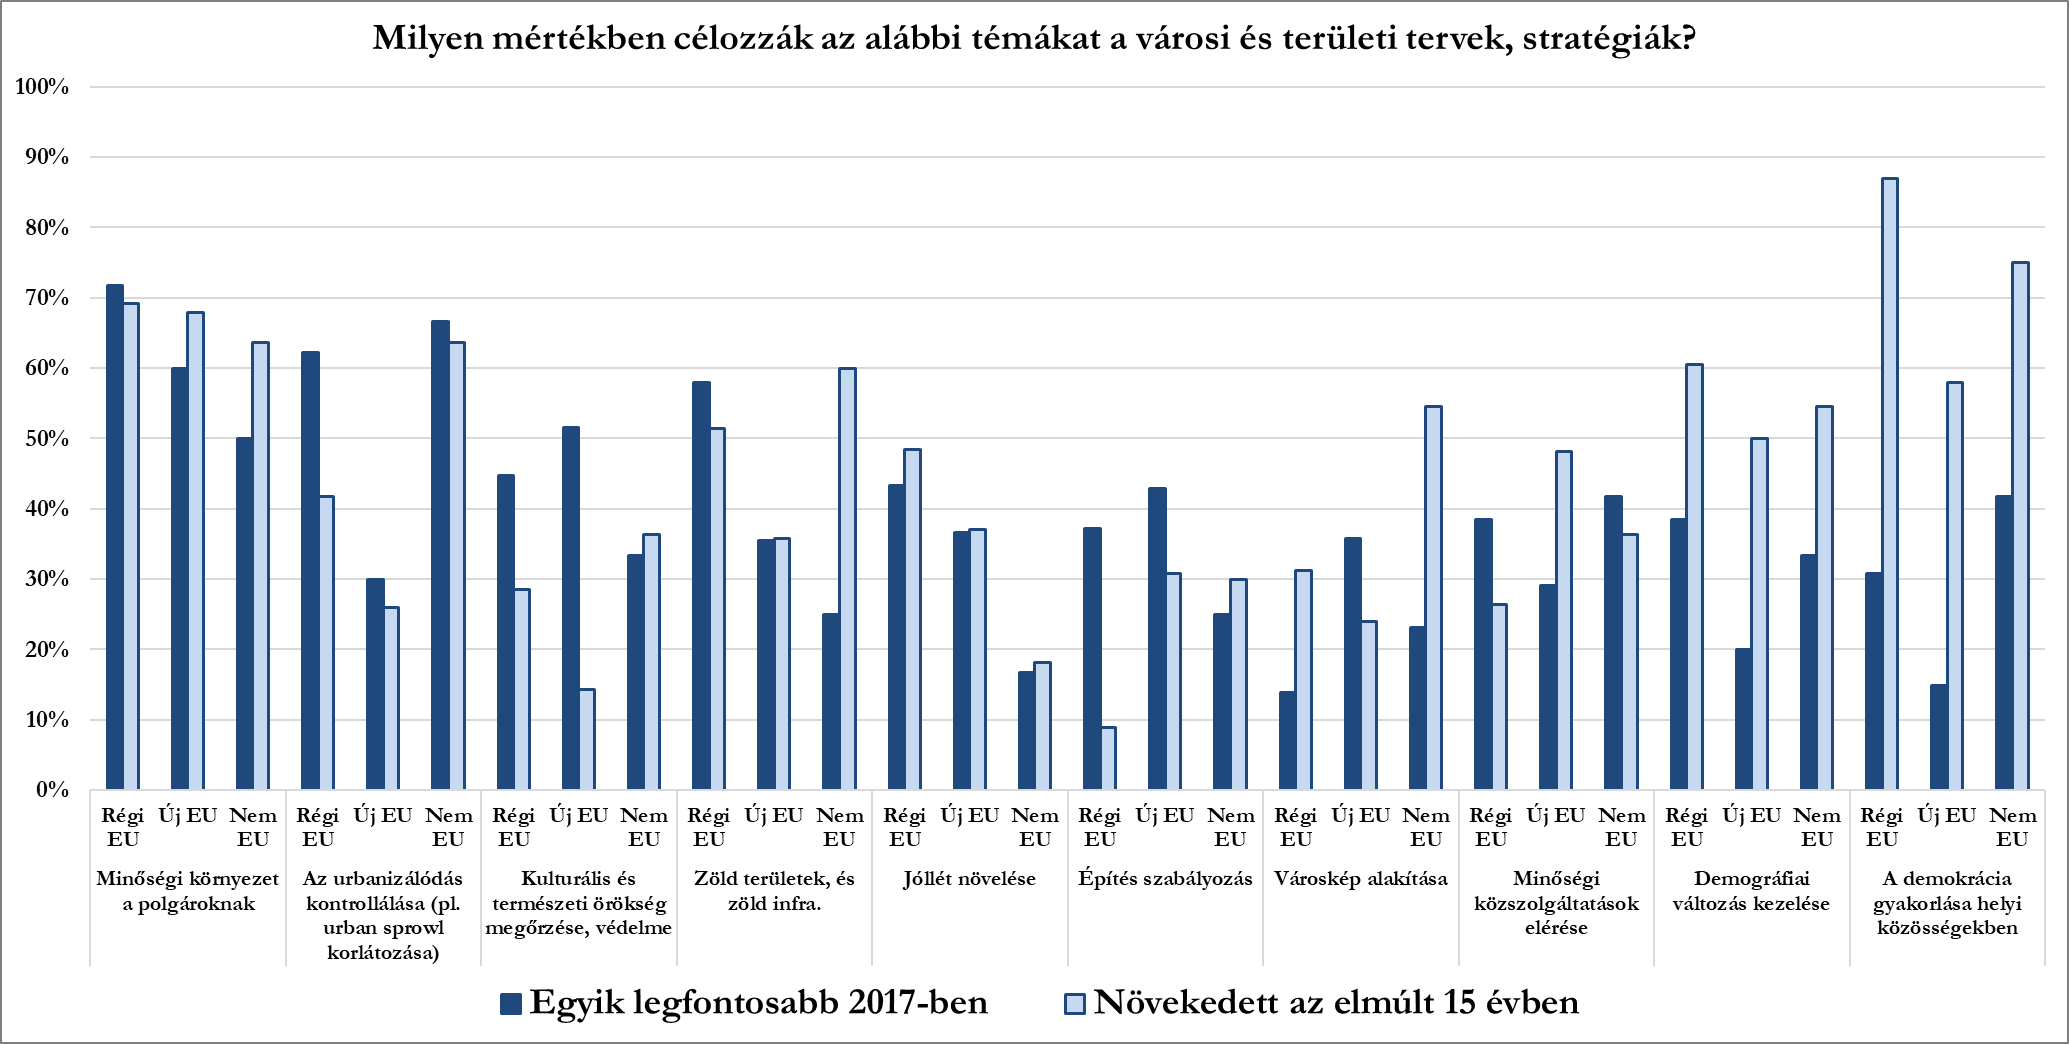 Milyen mértékben célozzák az alábbi témákat a városi és területi tervek, stratégiák?
100%
90%
80%
70%
60%
50%
40%
30%
20%
10%
0%
Régi EU
Új EU
Nem EU
Régi EU
Új EU
Nem EU
Régi EU
Új EU
Nem EU
Régi EU
Új EU
Nem EU
Régi EU
Új EU
Nem EU
Régi EU
Új EU
Nem EU
Régi EU
Új EU
Nem EU
Régi EU
Új EU
Nem EU
Régi EU
Új EU
Nem EU
Régi EU
Új EU
Nem EU
Minőségi környezet
a polgároknak
Az urbanizálódás
kontrollálása (pl.
urban sprowl
korlátozása)
Kulturális és
természeti örökség
megőrzése, védelme
Zöld területek, és
zöld infra.
Jóllét növelése
Építés szabályozás
Városkép alakítása
Minőségi
közszolgáltatások
elérése
Demográfiai
változás kezelése
A demokrácia
gyakorlása helyi
közösségekben
Egyik legfontosabb 2017-ben
Növekedett az elmúlt 15 évben